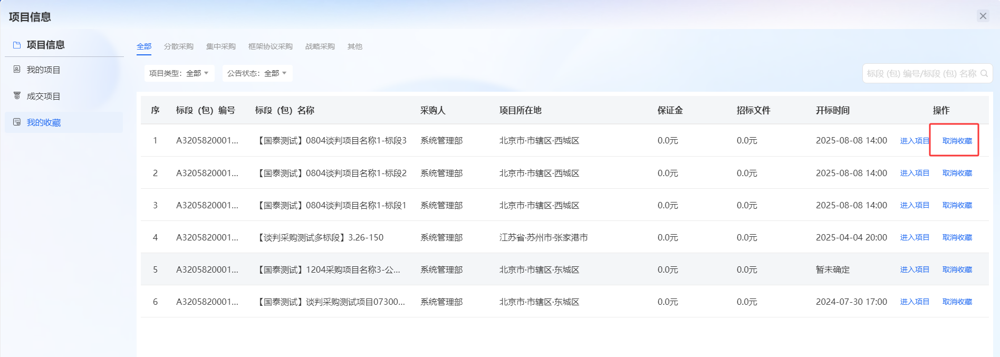 项目信息
项目信息
我的项目
成交项目
我的收藏
全部 分散采购 集中采购 框架协议采购 战略采购 其他
项目类型：全部 公告状态：全部 标段 (包) 编号/标段 (包) 名称
序 标段（包）编号 标段（包）名称 采购人 项目所在地 保证金 招标文件 开标时间 操作
1 A3205820001... 【国泰测试】0804谈判项目名称1-标段3 系统管理部 北京市·市辖区·西城区 0.0元 0.0元 2025-08-08 14:00 进入项目 取消收藏
2 A3205820001... 【国泰测试】0804谈判项目名称1-标段2 系统管理部 北京市·市辖区·西城区 0.0元 0.0元 2025-08-08 14:00 进入项目 取消收藏
3 A3205820001... 【国泰测试】0804谈判项目名称1-标段1 系统管理部 北京市·市辖区·西城区 0.0元 0.0元 2025-08-08 14:00 进入项目 取消收藏
4 A3205820001... 【谈判采购测试多标段】3.26-150 系统管理部 江苏省·苏州市·张家港市 0.0元 0.0元 2025-04-04 20:00 进入项目 取消收藏
5 A3205820001... 【国泰测试】1204采购项目名称3-公... 系统管理部 北京市·市辖区·东城区 0.0元 0.0元 暂未确定 进入项目 取消收藏
6 A3205820001... 【国泰测试】谈判采购测试项目07300... 系统管理部 北京市·市辖区·东城区 0.0元 0.0元 2024-07-30 17:00 进入项目 取消收藏